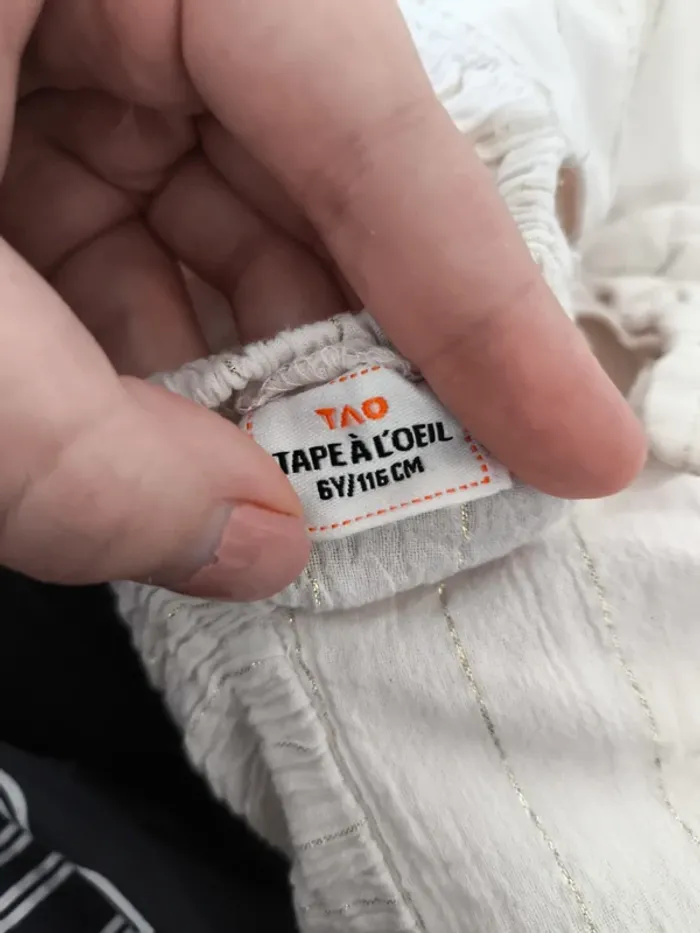 TAO
TAPE À L'OEIL
6Y/116 CM